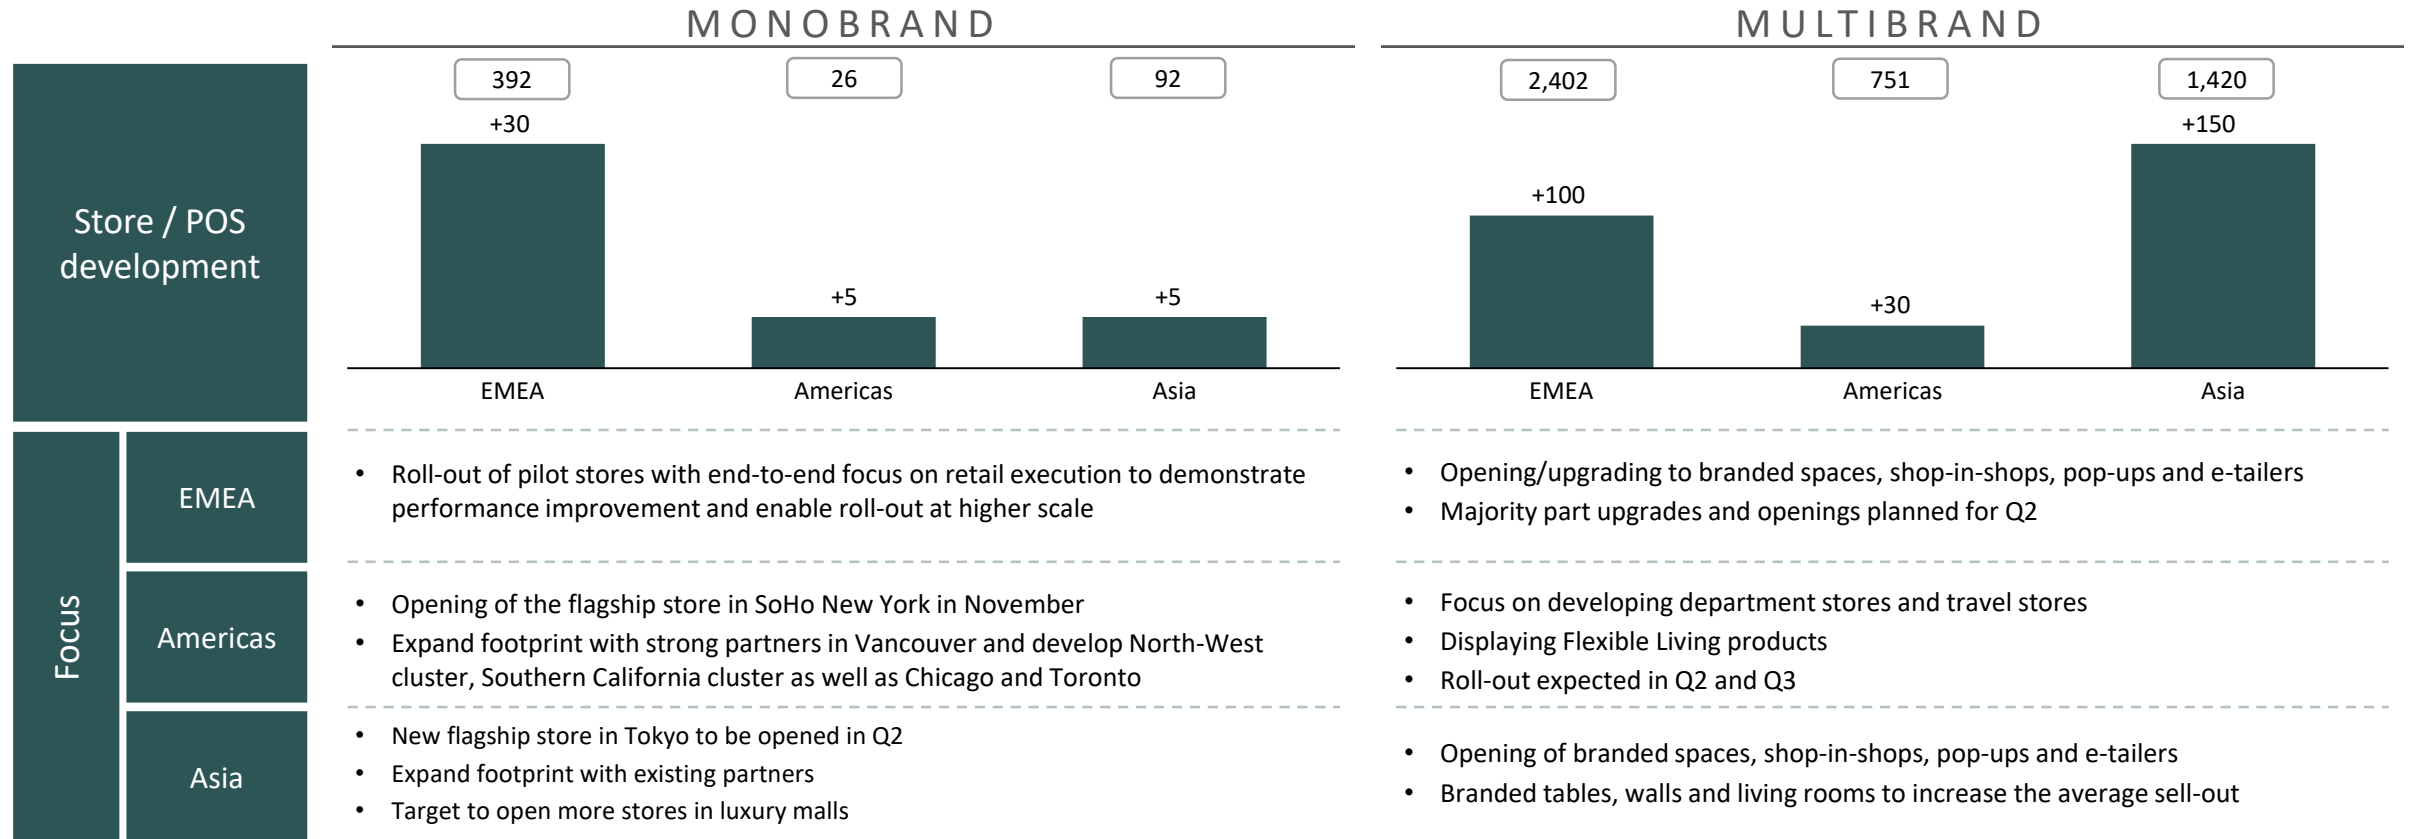 MONOBRAND
MULTIBRAND
Store / POS
development
392
26
92
+30
+5
+5
EMEA
Americas
Asia
2,402
751
1,420
+100
+30
+150
EMEA
Americas
Asia
Focus
EMEA
• Roll-out of pilot stores with end-to-end focus on retail execution to demonstrate
performance improvement and enable roll-out at higher scale
• Opening/upgrading to branded spaces, shop-in-shops, pop-ups and e-tailers
• Majority part upgrades and openings planned for Q2
Americas
• Opening of the flagship store in SoHo New York in November
• Expand footprint with strong partners in Vancouver and develop North-West
cluster, Southern California cluster as well as Chicago and Toronto
• Focus on developing department stores and travel stores
• Displaying Flexible Living products
• Roll-out expected in Q2 and Q3
Asia
• New flagship store in Tokyo to be opened in Q2
• Expand footprint with existing partners
• Target to open more stores in luxury malls
• Opening of branded spaces, shop-in-shops, pop-ups and e-tailers
• Branded tables, walls and living rooms to increase the average sell-out